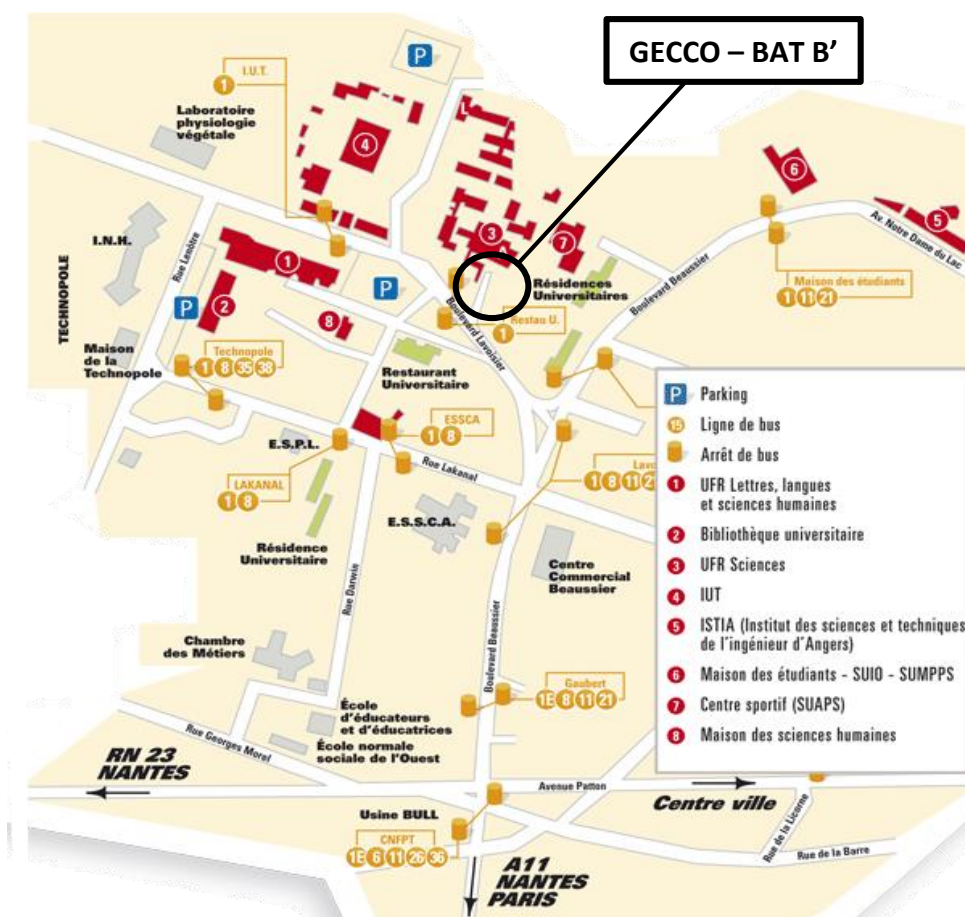 GECCO – BAT B'
P
I.U.T.
1
Laboratoire
physiologie
végétale
4
L
6
3
7
5
Av. Notre Dame du Lac
I.N.H.
Rue Lenôtre
1
TECHNOPOLE
P
2
P
8
Résidences
Universitaires
Boulevard Beaussier
Maison des étudiants
1 11 21
Boulevard Lavoisier
Restau U.
1
Maison
de la
Technopole
Technopole
1 8 35 38
Restaurant
Universitaire
ESSCA
1 8
E.S.P.L.
Rue Lakanal
LAKANAL
1 8
E.S.S.C.A.
1 8 11
Résidence
Universitaire
Rue Darwin
Centre
Commercial
Beaussier
Boulevard Beaussier
Chambre
des Métiers
Gaubert
1E 8 11 21
École
d'éducateurs
et d'éducatrices
École normale
sociale de l'Ouest
Rue Georges Morel
RN 23
NANTES
Avenue Patton
Centre ville
Usine BULL
CNFPT
1E 6 11 26 36
Rue de la Licorne
Rue de la Barre
A11
NANTES
PARIS
P Parking
15 Ligne de bus
Arrêt de bus
1 UFR Lettres, langues
et sciences humaines
2 Bibliothèque universitaire
3 UFR Sciences
4 IUT
5 ISTIA (Institut des sciences et techniques
de l'ingénieur d'Angers)
6 Maison des étudiants - SUIO - SUMPPS
7 Centre sportif (SUAPS)
8 Maison des sciences humaines